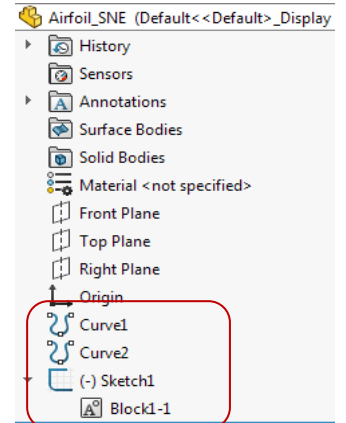 Airfoil_SNE (Default<<Default>_Display
History
Sensors
Annotations
Surface Bodies
Solid Bodies
Material <not specified>
Front Plane
Top Plane
Right Plane
Origin
Curve1
Curve2
(-) Sketch1
Block1-1